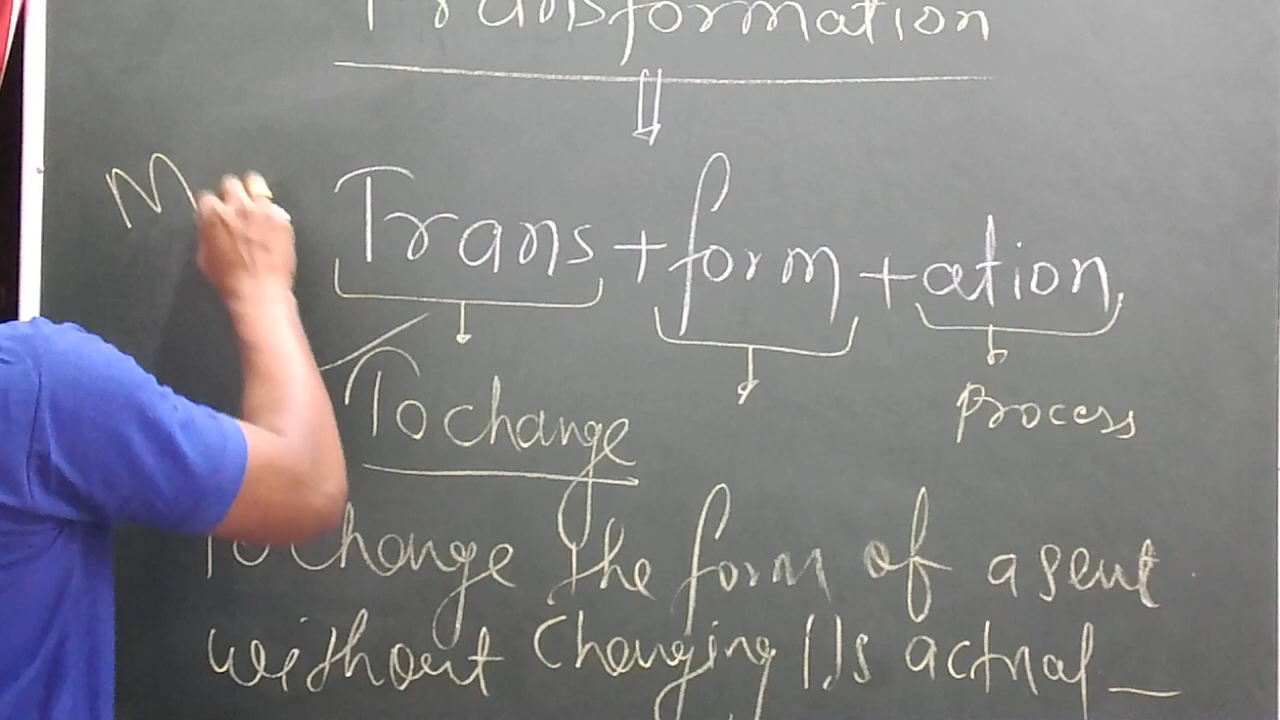 Transformation
M
Trans + form + ation
process
To change
To change the form of a sent
without changing its actual _